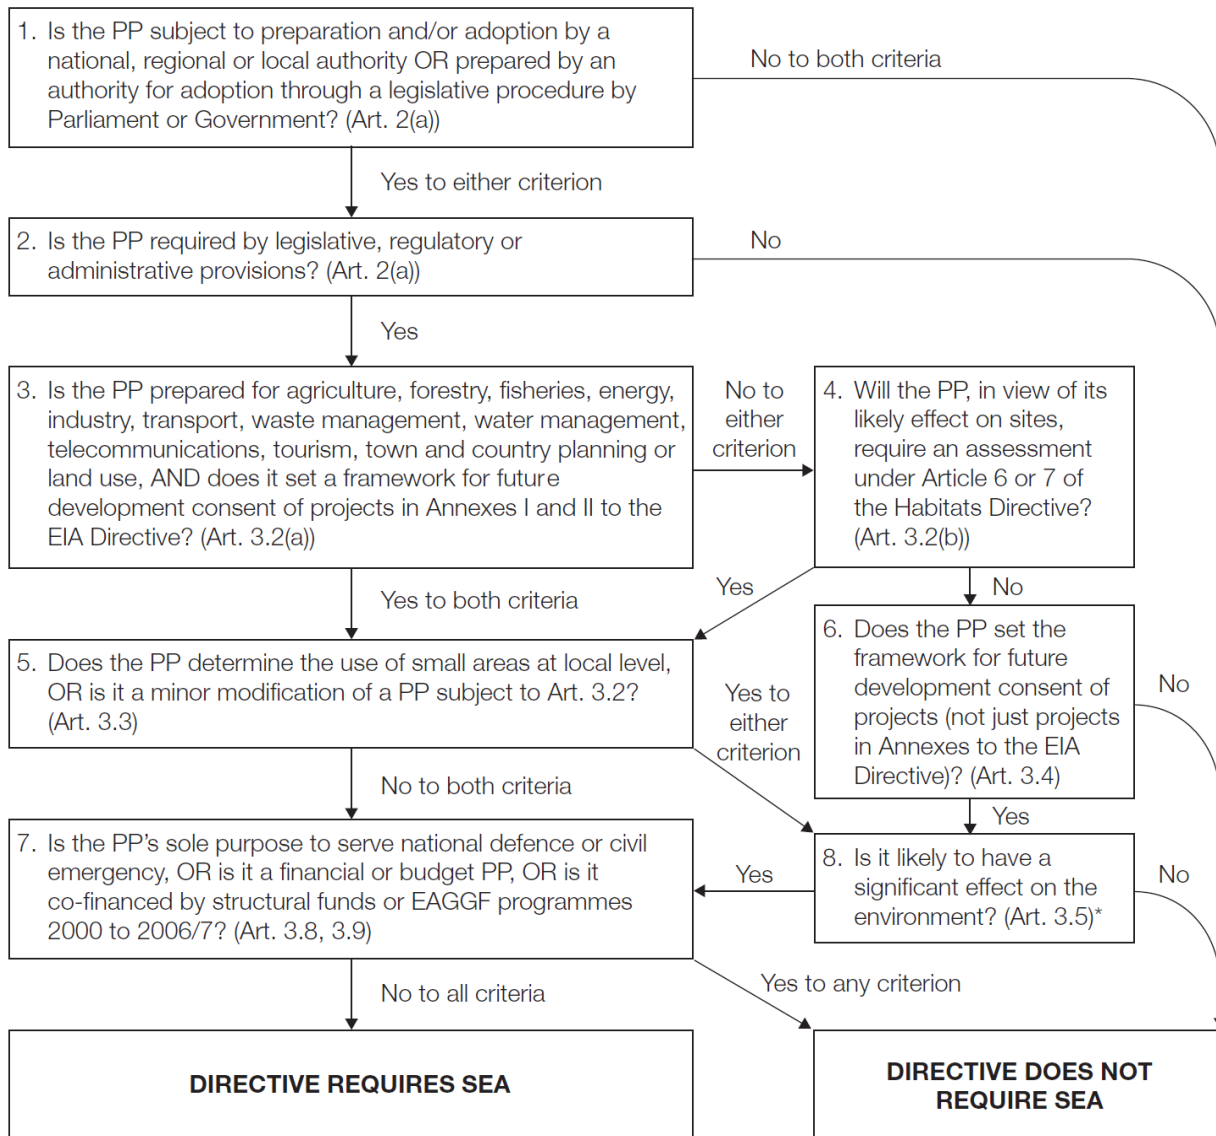 1. Is the PP subject to preparation and/or adoption by a
national, regional or local authority OR prepared by an
authority for adoption through a legislative procedure by
Parliament or Government? (Art. 2(a))
No to both criteria
Yes to either criterion
2. Is the PP required by legislative, regulatory or
administrative provisions? (Art. 2(a))
No
Yes
3. Is the PP prepared for agriculture, forestry, fisheries, energy,
industry, transport, waste management, water management,
telecommunications, tourism, town and country planning or
land use, AND does it set a framework for future
development consent of projects in Annexes I and II to the
EIA Directive? (Art. 3.2(a))
No to
either
criterion
4. Will the PP, in view of its
likely effect on sites,
require an assessment
under Article 6 or 7 of
the Habitats Directive?
(Art. 3.2(b))
Yes to both criteria
Yes
No
5. Does the PP determine the use of small areas at local level,
OR is it a minor modification of a PP subject to Art. 3.2?
(Art. 3.3)
Yes to
either
criterion
6. Does the PP set the
framework for future
development consent of
projects (not just projects
in Annexes to the EIA
Directive)? (Art. 3.4)
No
No to both criteria
Yes
7. Is the PP’s sole purpose to serve national defence or civil
emergency, OR is it a financial or budget PP, OR is it
co-financed by structural funds or EAGGF programmes
2000 to 2006/7? (Art. 3.8, 3.9)
Yes
8. Is it likely to have a
significant effect on the
environment? (Art. 3.5)*
No
No to all criteria
Yes to any criterion
DIRECTIVE REQUIRES SEA
DIRECTIVE DOES NOT
REQUIRE SEA